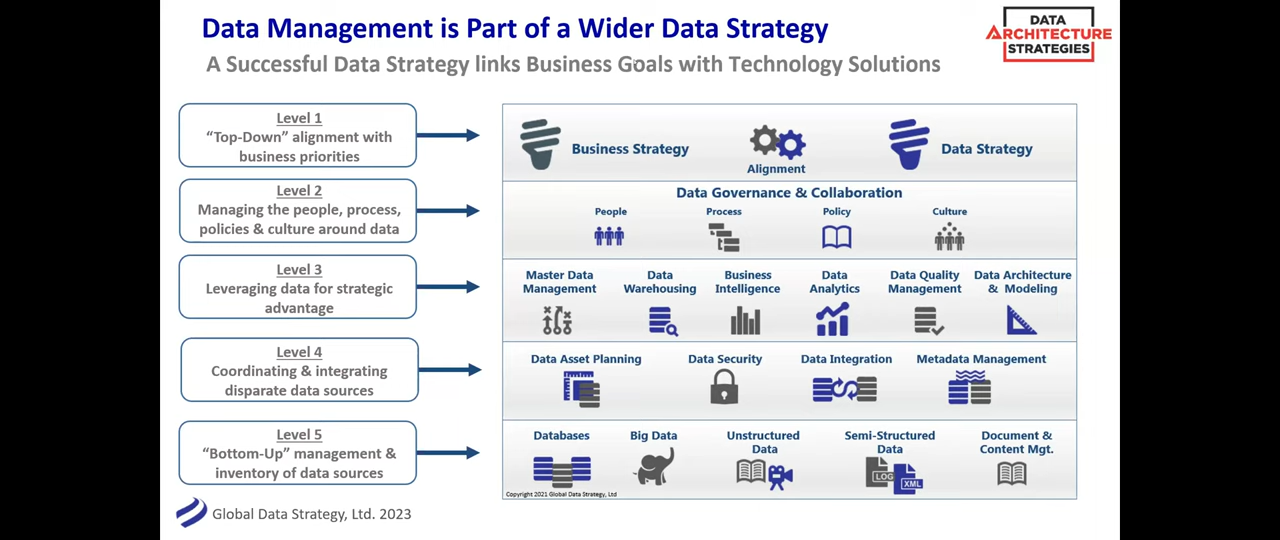 Data Management is Part of a Wider Data Strategy
A Successful Data Strategy links Business Goals with Technology Solutions
DATA
ARCHITECTURE
STRATEGIES
Level 1
“Top-Down” alignment with
business priorities
Business Strategy
Alignment
Data Strategy
Level 2
Managing the people, process,
policies & culture around data
Data Governance & Collaboration
People
Process
Policy
Culture
Level 3
Leveraging data for strategic
advantage
Master Data
Management
Data
Warehousing
Business
Intelligence
Data
Analytics
Data Quality
Management
Data Architecture
& Modeling
Level 4
Coordinating & integrating
disparate data sources
Data Asset Planning
Data Security
Data Integration
Metadata Management
Level 5
“Bottom-Up” management &
inventory of data sources
Databases
Big Data
Unstructured
Data
Semi-Structured
Data
LOG
XML
Document &
Content Mgt.
Copyright 2021 Global Data Strategy, Ltd
Global Data Strategy, Ltd. 2023